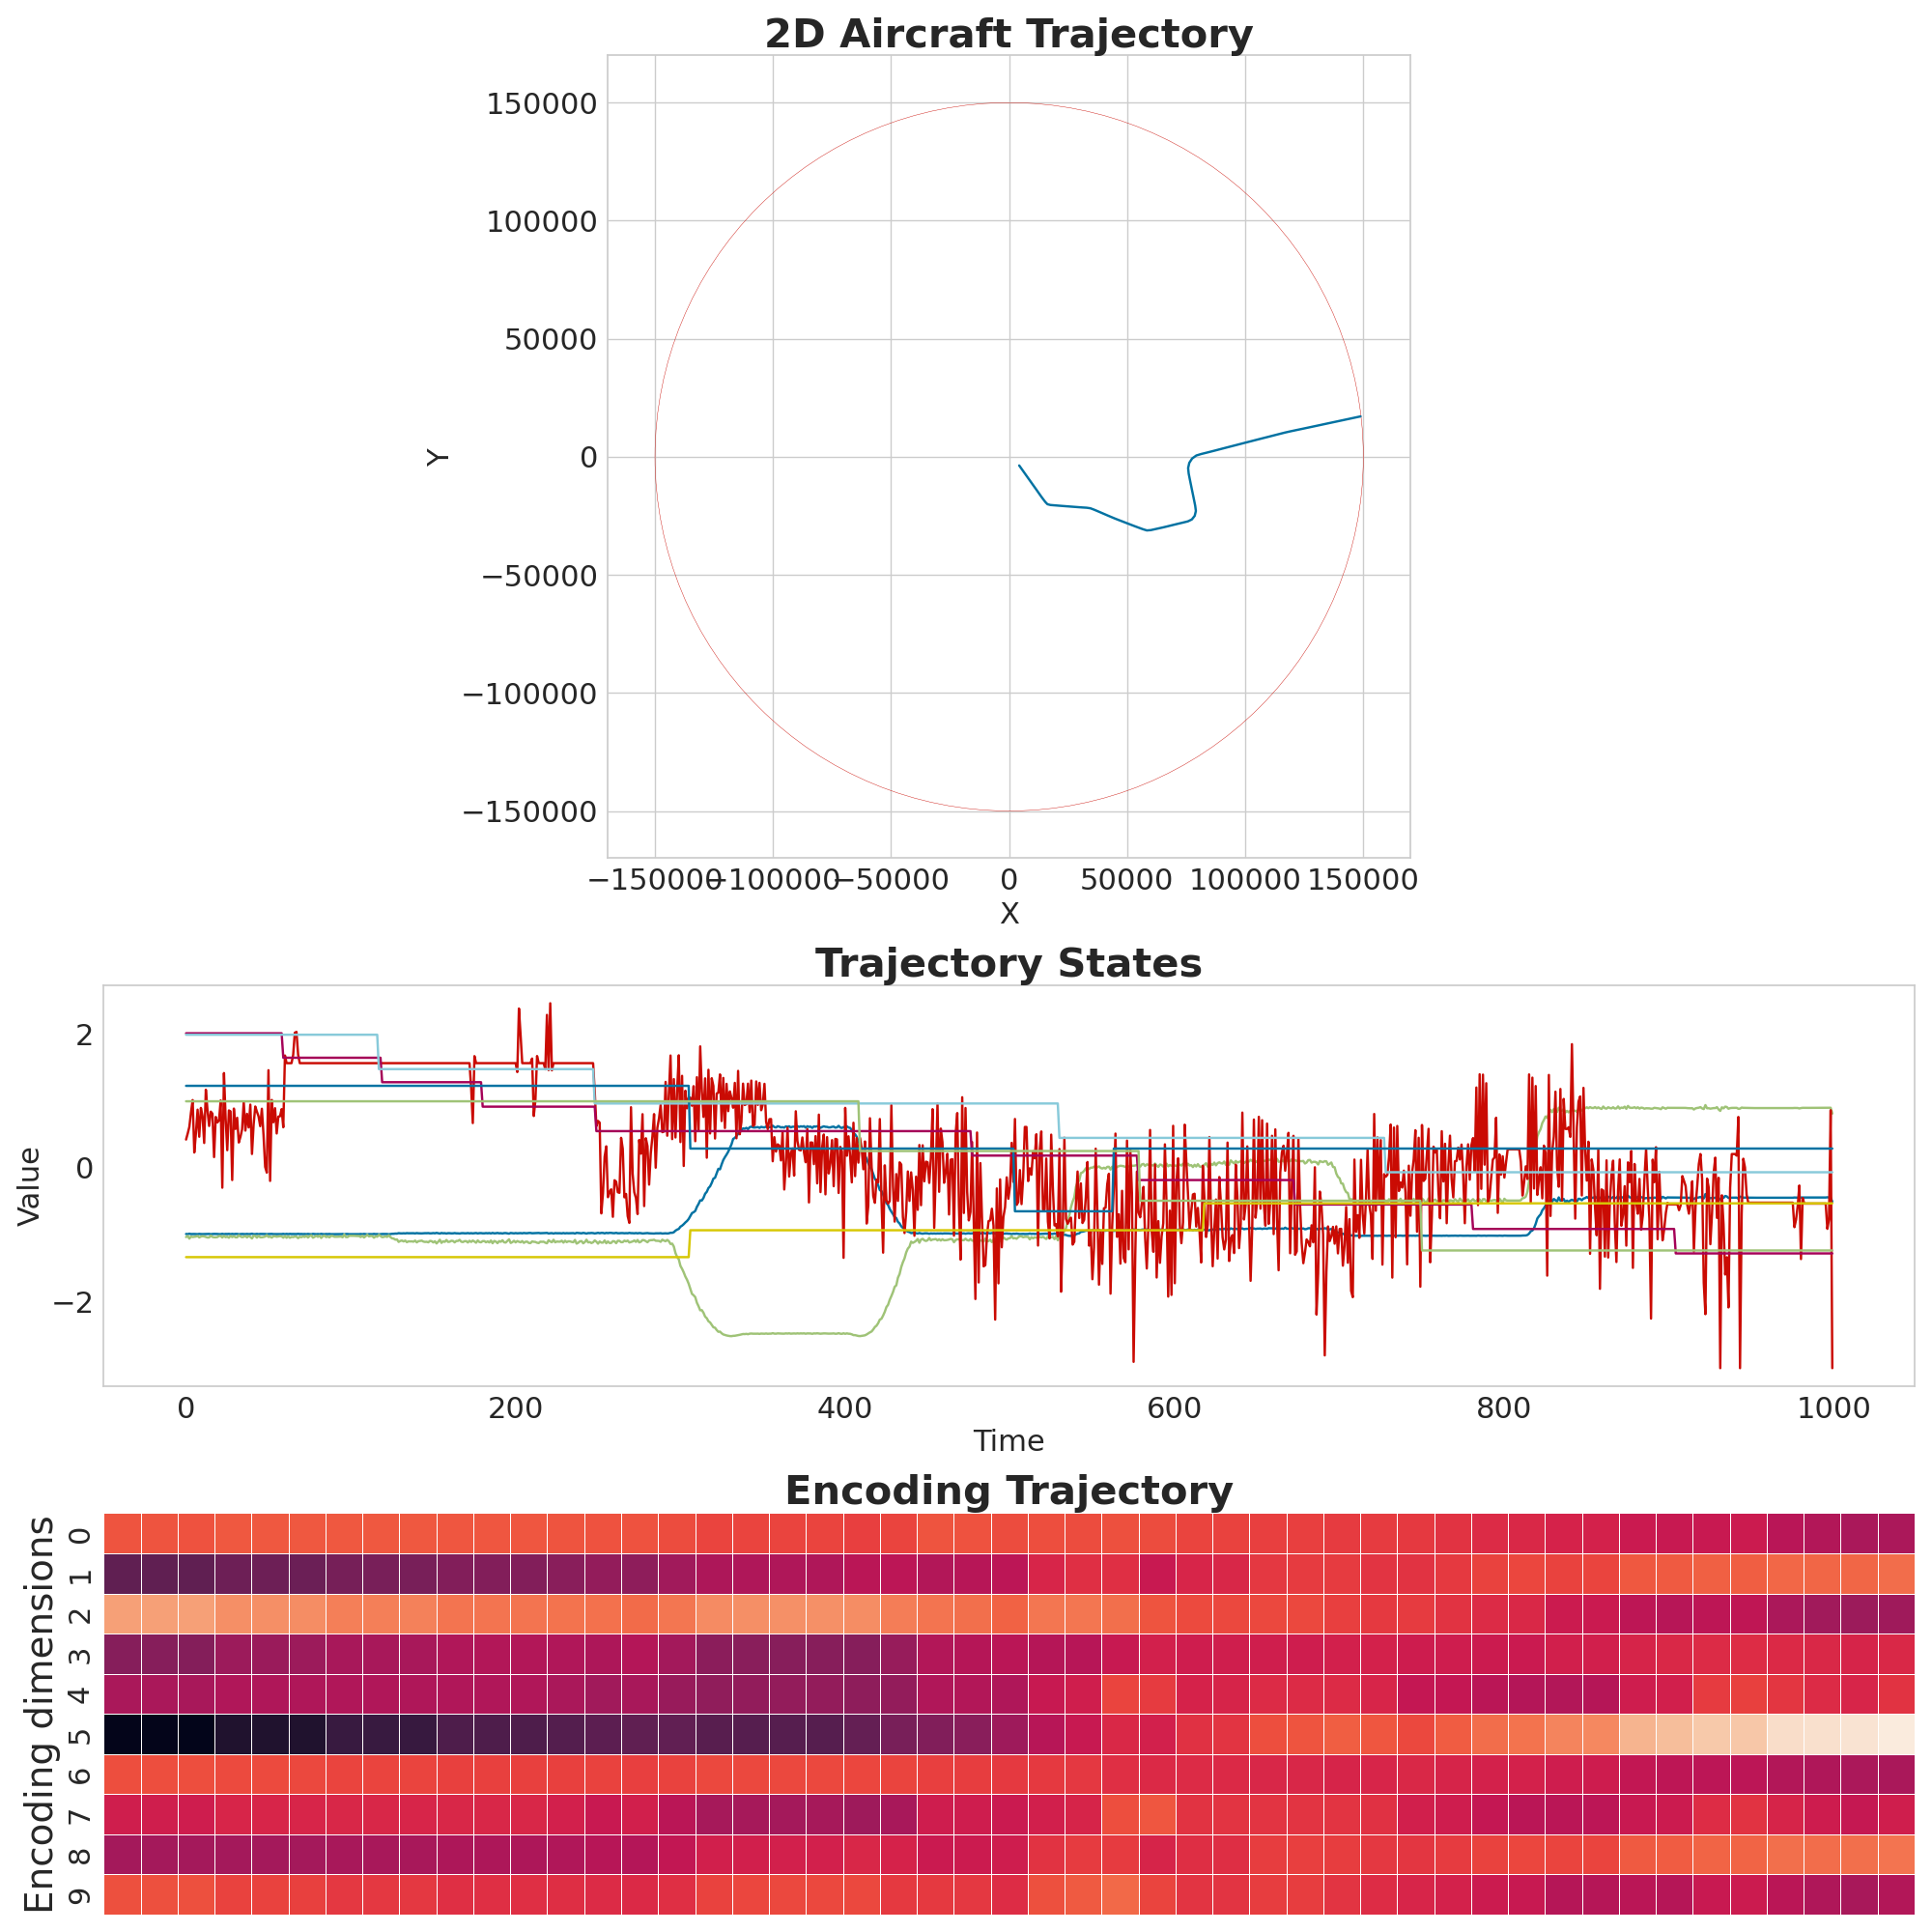 2D Aircraft Trajectory
150000
100000
50000
0
−50000
−100000
−150000
Y
−150000 −100000 −50000 0 50000 100000 150000
X
Trajectory States
2
0
−2
Value
0 200 400 600 800 1000
Time
Encoding Trajectory
Encoding dimensions
0
1
2
3
4
5
6
7
8
9